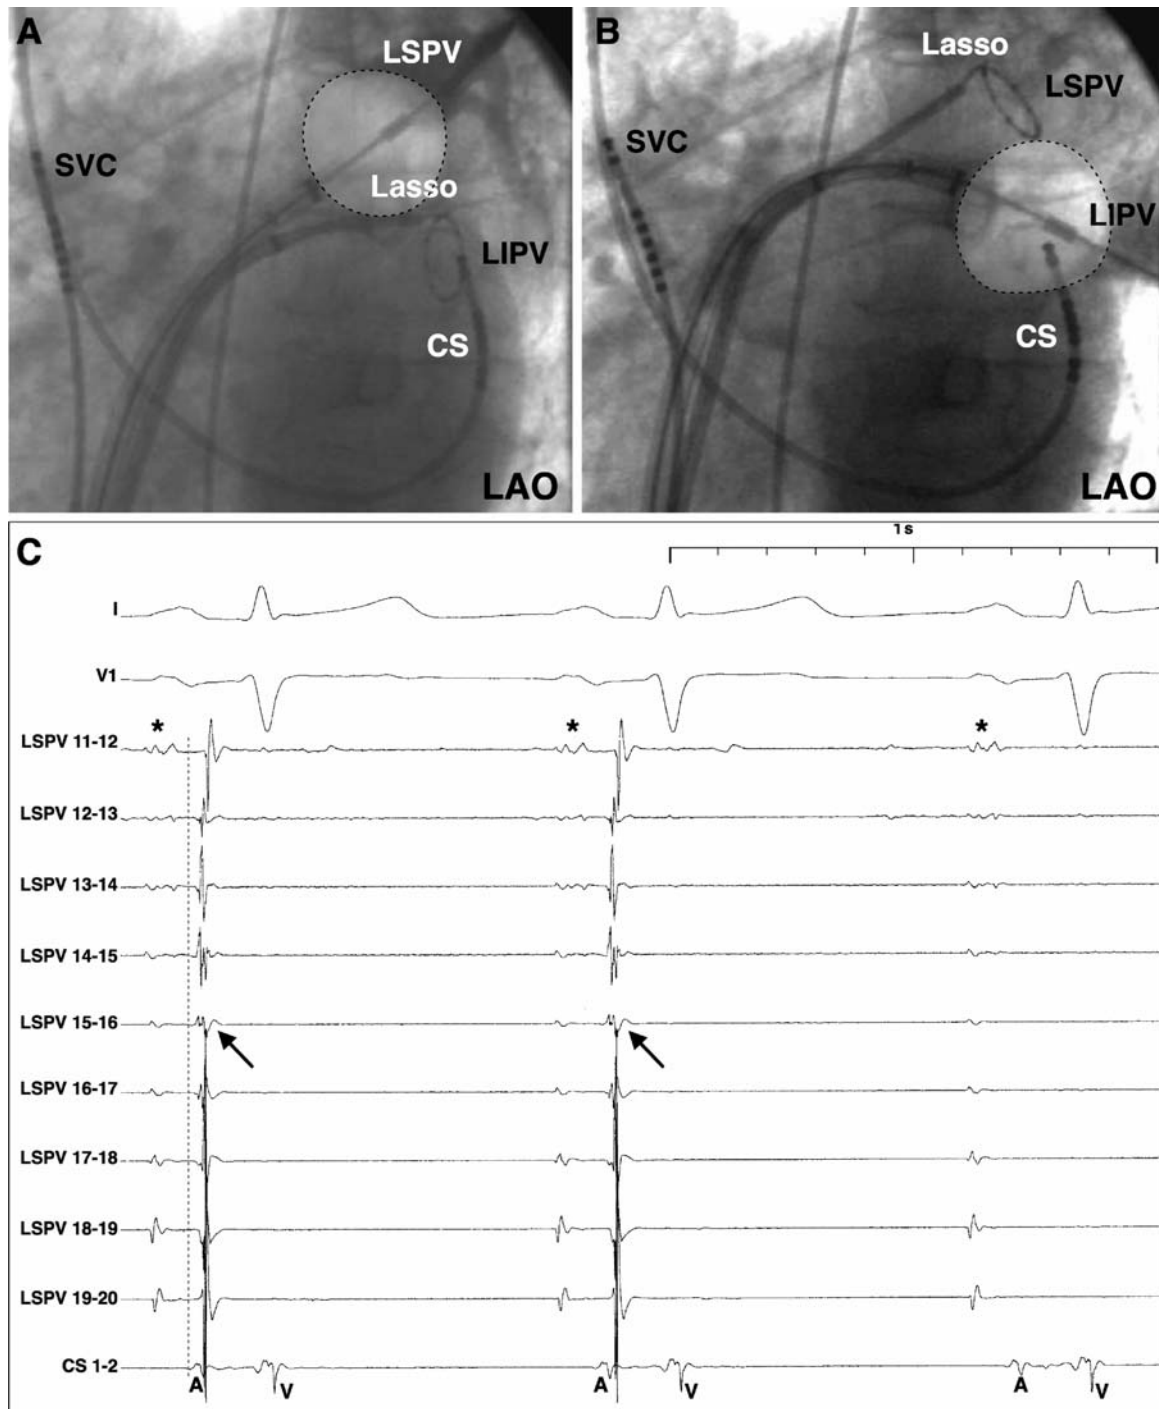 A
LSPV
SVC
Lasso
LIPV
CS
LAO
B
Lasso
LSPV
SVC
LIPV
CS
LAO
C
1s
I
V1
* * *
LSPV 11-12
LSPV 12-13
LSPV 13-14
LSPV 14-15
LSPV 15-16
LSPV 16-17
LSPV 17-18
LSPV 18-19
LSPV 19-20
CS 1-2
A V A V A V